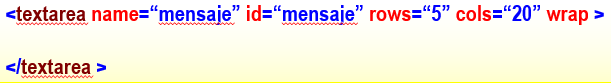 <textarea name=“mensaje” id=“mensaje” rows=“5” cols=“20” wrap >
</textarea >